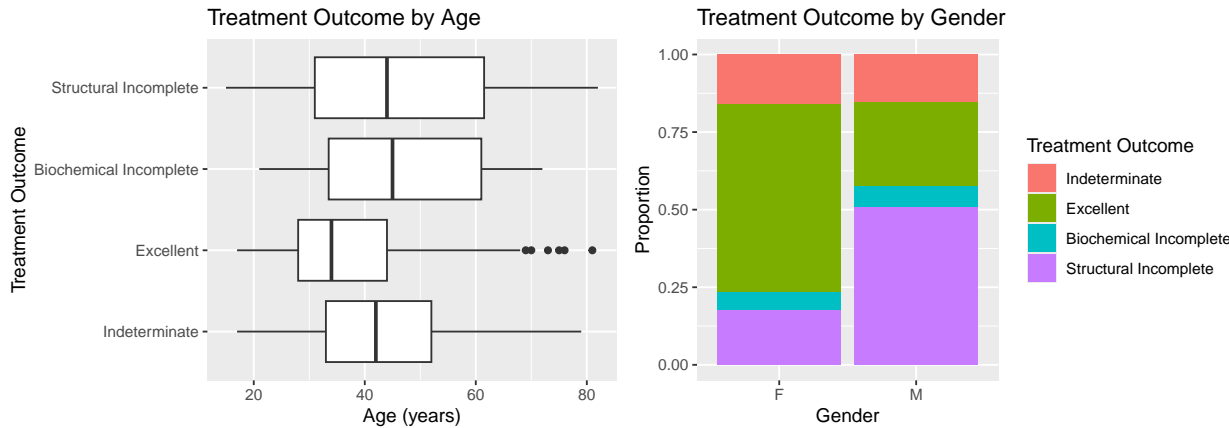 Treatment Outcome by Age
Treatment Outcome
Structural Incomplete
Biochemical Incomplete
Excellent
Indeterminate
20 40 60 80
Age (years)
Treatment Outcome by Gender
Proportion
1.00
0.75
0.50
0.25
0.00
F M
Gender
Treatment Outcome
Indeterminate
Excellent
Biochemical Incomplete
Structural Incomplete